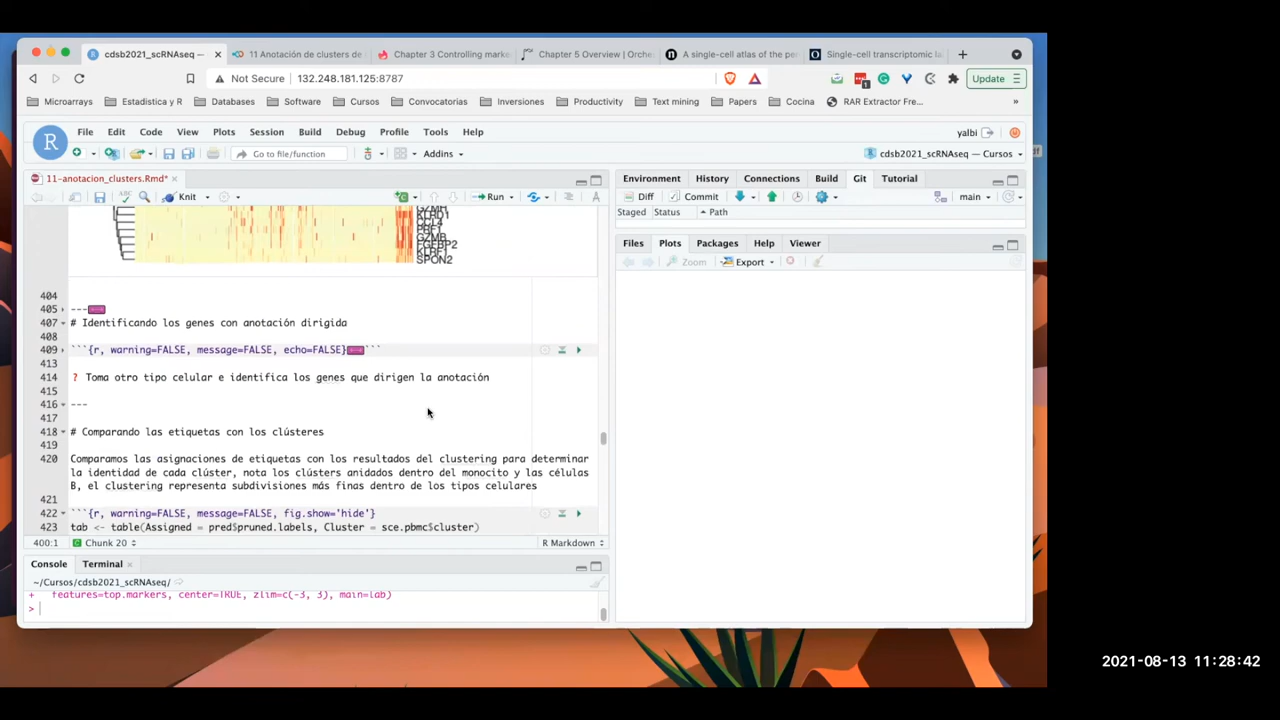 cdsb2021_scRNAseq —
11 Anotación de clusters de
Chapter 3 Controlling marke
Chapter 5 Overview | Orche
A single-cell atlas of the per
Single-cell transcriptomic la
Not Secure 132.248.181.125:8787
Update
Microarrays Estadistica y R Databases Software Cursos Convocatorias Inversiones Productivity Text mining Papers Cocina RAR Extractor Fre... »
File Edit Code View Plots Session Build Debug Profile Tools Help
yalbi
Go to file/function
Addins
cdsb2021_scRNAseq — Cursos
11-anotacion_clusters.Rmd*
Knit
Run
KLRD1
CCL4
PRF1
GZMB
FGFBP2
KLRF1
SPON2
404
405 ---
407 # Identificando los genes con anotación dirigida
408
409 ```{r, warning=FALSE, message=FALSE, echo=FALSE}```
413
414 ? Toma otro tipo celular e identifica los genes que dirigen la anotación
415
416 ---
417
418 # Comparando las etiquetas con los clústeres
419
420 Comparamos las asignaciones de etiquetas con los resultados del clustering para determinar
la identidad de cada clúster, nota los clústers anidados dentro del monocito y las células
B, el clustering representa subdivisiones más finas dentro de los tipos celulares
421
422 ```{r, warning=FALSE, message=FALSE, fig.show='hide'}
423 tab <- table(Assigned = pred$pruned.labels, Cluster = sce.pbmc$cluster)
400:1 Chunk 20 R Markdown
Console Terminal
~/Cursos/cdsb2021_scRNAseq/
+ features=top.markers, center=TRUE, zlim=c(-3, 3), main=lab)
>
Environment History Connections Build Git Tutorial
Diff Commit main
Staged Status Path
Files Plots Packages Help Viewer
Zoom Export
2021-08-13 11:28:42